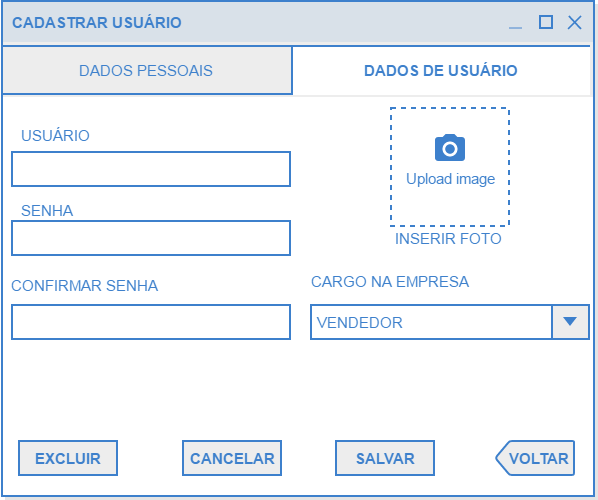 CADASTRAR USUÁRIO
DADOS PESSOAIS
DADOS DE USUÁRIO
USUÁRIO
Upload image
SENHA
INSERIR FOTO
CONFIRMAR SENHA
CARGO NA EMPRESA
VENDEDOR
EXCLUIR
CANCELAR
SALVAR
VOLTAR